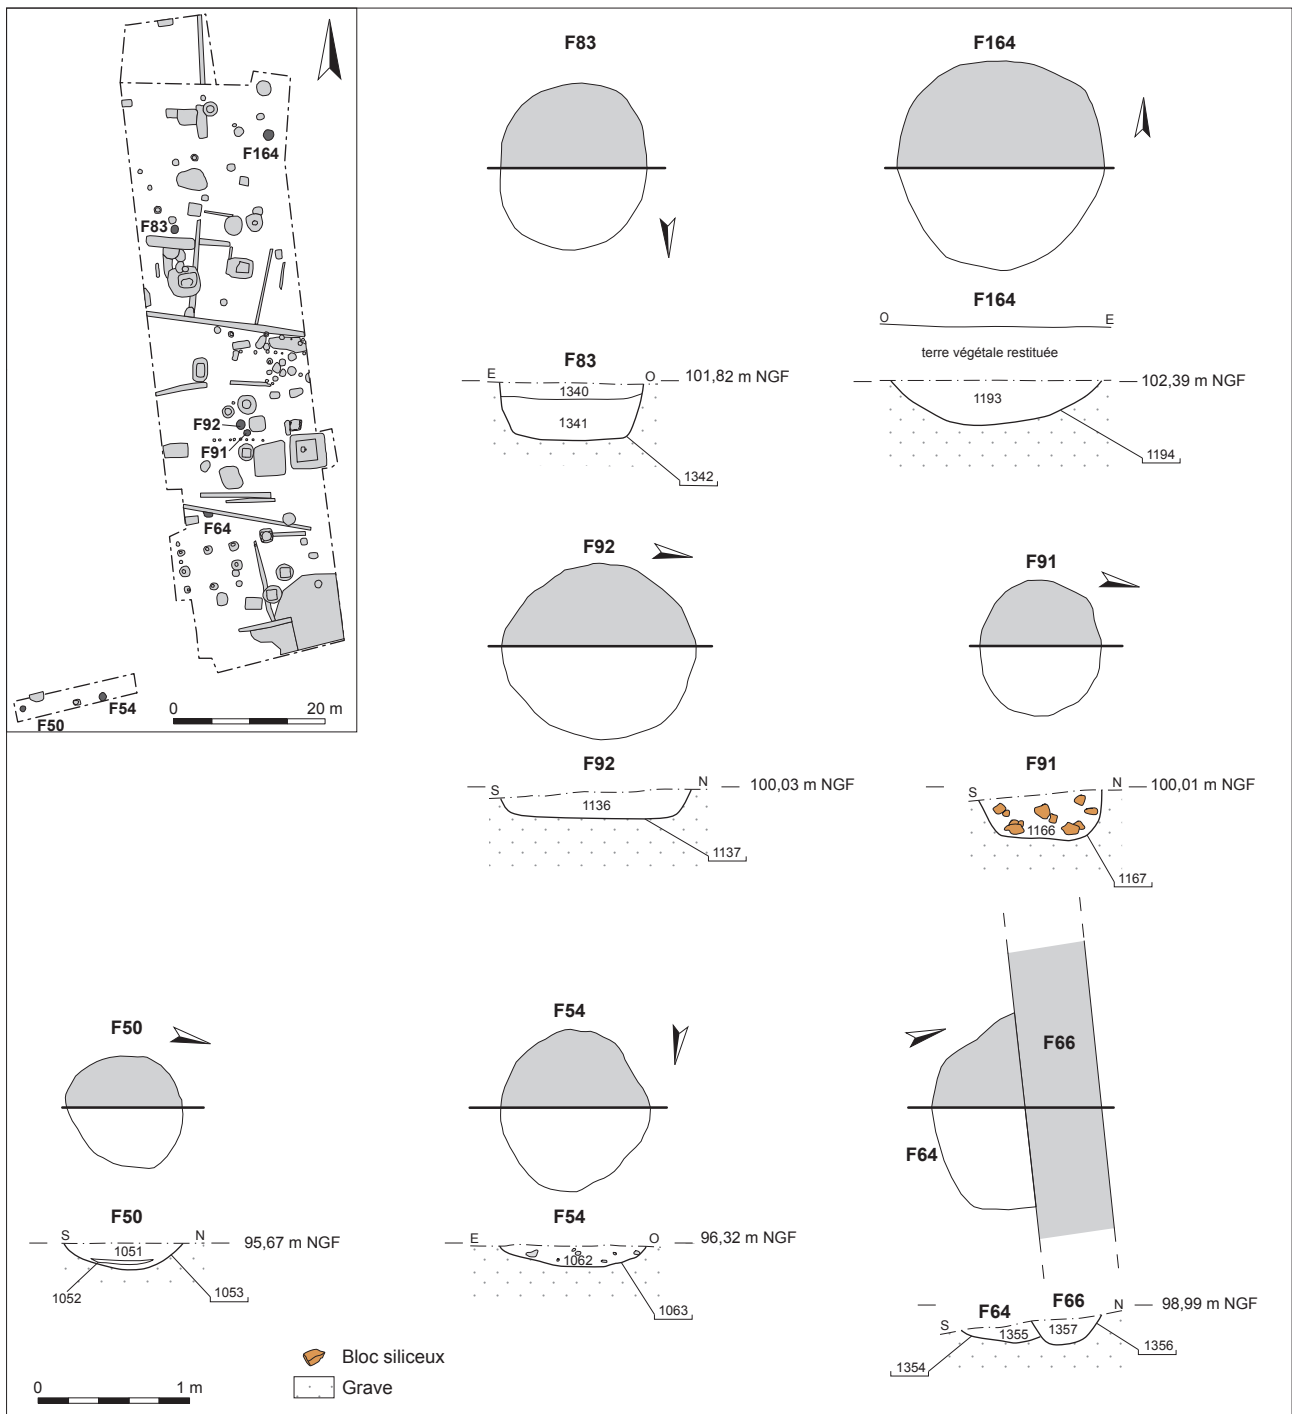 F164
F83
F92
F91
F64
F50
F54
0 20 m
F83
F164
F164
O E
terre végétale restituée
102,39 m NGF
1193
1194
F83
E O
101,82 m NGF
1340
1341
1342
F92
F91
F92
S N
100,03 m NGF
1136
1137
F91
S N
100,01 m NGF
1166
1167
F50
F54
F66
F64
F50
S N
95,67 m NGF
1051
1052
1053
F54
E O
96,32 m NGF
1062
1063
F64 F66
S N
98,99 m NGF
1355 1357
1354
1356
Bloc siliceux
Grave
0 1 m